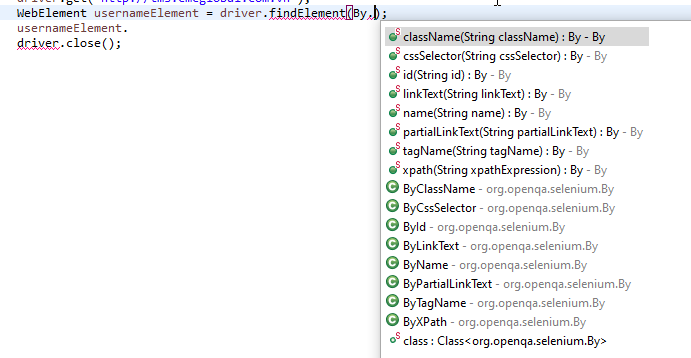 WebElement usernameElement = driver.findElement(By.);
usernameElement.
driver.close();
className(String className) : By - By
cssSelector(String cssSelector) : By - By
id(String id) : By - By
linkText(String linkText) : By - By
name(String name) : By - By
partialLinkText(String partialLinkText) : By - By
tagName(String tagName) : By - By
xpath(String xpathExpression) : By - By
ByClassName - org.openqa.selenium.By
ByCssSelector - org.openqa.selenium.By
ById - org.openqa.selenium.By
ByLinkText - org.openqa.selenium.By
ByName - org.openqa.selenium.By
ByPartialLinkText - org.openqa.selenium.By
ByTagName - org.openqa.selenium.By
ByXPath - org.openqa.selenium.By
class : Class<org.openqa.selenium.By>